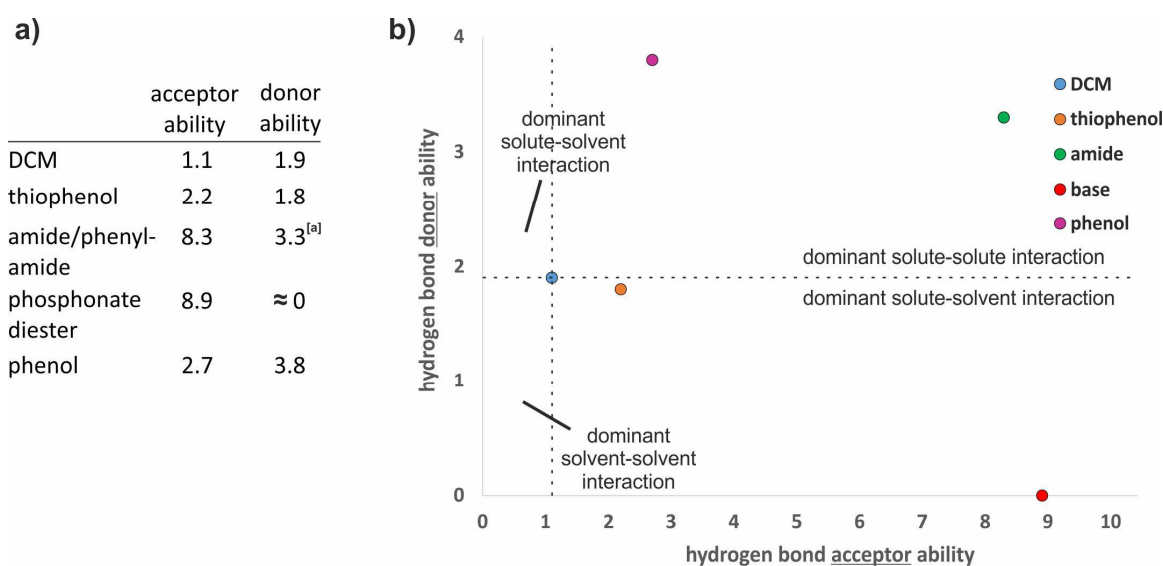 a)
acceptor donor
ability ability
DCM 1.1 1.9
thiophenol 2.2 1.8
amide/phenyl- 8.3 3.3[a]
amide
phosphonate 8.9 ≈ 0
diester
phenol 2.7 3.8
b)
hydrogen bond donor ability
4
3
2
1
0
dominant
solute-solvent
interaction
DCM
thiophenol
amide
base
phenol
dominant solute-solute interaction
dominant solute-solvent interaction
dominant
solvent-solvent
interaction
0 1 2 3 4 5 6 7 8 9 10
hydrogen bond acceptor ability